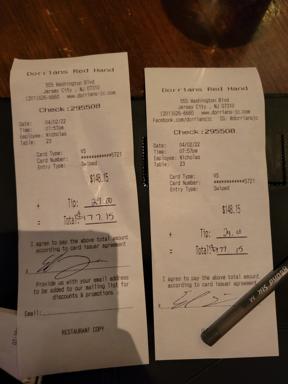 Dorrians Red Hand
555 Washington Blvd
Jersey City , NJ 07310
(201)626-6660 www.dorrians-jc.com
Check:295508
Date: 04/02/22
Time: 07:57pm
Employee: Nicholas
Table: 23
Card Type: VS
Card Number: ***********5721
Entry Type: Swiped
$148.15
+ Tip: 29.00
= Total: $177.15
I agree to pay the above total amount
according to card issuer agreement
x
Provide us with your email address
to be added to our mailing list for
discounts & promotions
Email:
RESTAURANT COPY
Dorrians Red Hand
555 Washington Blvd
Jersey City , NJ 07310
(201)626-6660 www.dorrians-jc.com
Facebook.com/dorriansjc IG: @dorriansjc
Check:295508
Date: 04/02/22
Time: 07:57pm
Employee: Nicholas
Table: 23
Card Type: VS
Card Number: ***********5721
Entry Type: Swiped
$148.15
+ Tip: 29.00
= Total: $177.15
I agree to pay the above total amount
according to card issuer agreement
x